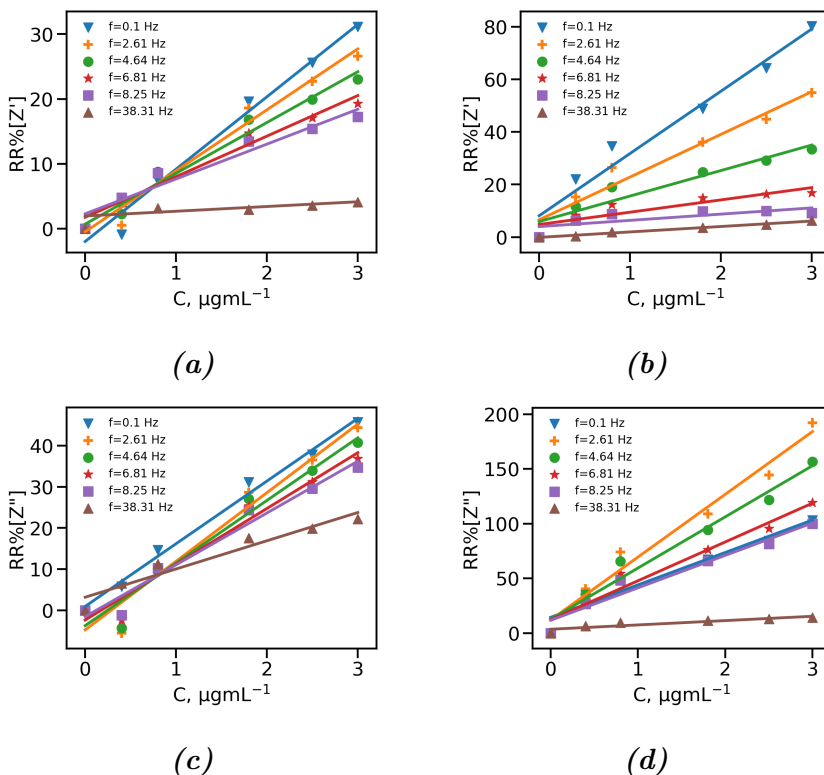 f=0.1 Hz
f=2.61 Hz
f=4.64 Hz
f=6.81 Hz
f=8.25 Hz
f=38.31 Hz
RR%[Z']
30
20
10
0
0 1 2 3
C, μgmL⁻¹
(a)
f=0.1 Hz
f=2.61 Hz
f=4.64 Hz
f=6.81 Hz
f=8.25 Hz
f=38.31 Hz
RR%[Z']
80
60
40
20
0
0 1 2 3
C, μgmL⁻¹
(b)
f=0.1 Hz
f=2.61 Hz
f=4.64 Hz
f=6.81 Hz
f=8.25 Hz
f=38.31 Hz
RR%[Z"]
40
30
20
10
0
0 1 2 3
C, μgmL⁻¹
(c)
f=0.1 Hz
f=2.61 Hz
f=4.64 Hz
f=6.81 Hz
f=8.25 Hz
f=38.31 Hz
RR%[Z"]
200
150
100
50
0
0 1 2 3
C, μgmL⁻¹
(d)